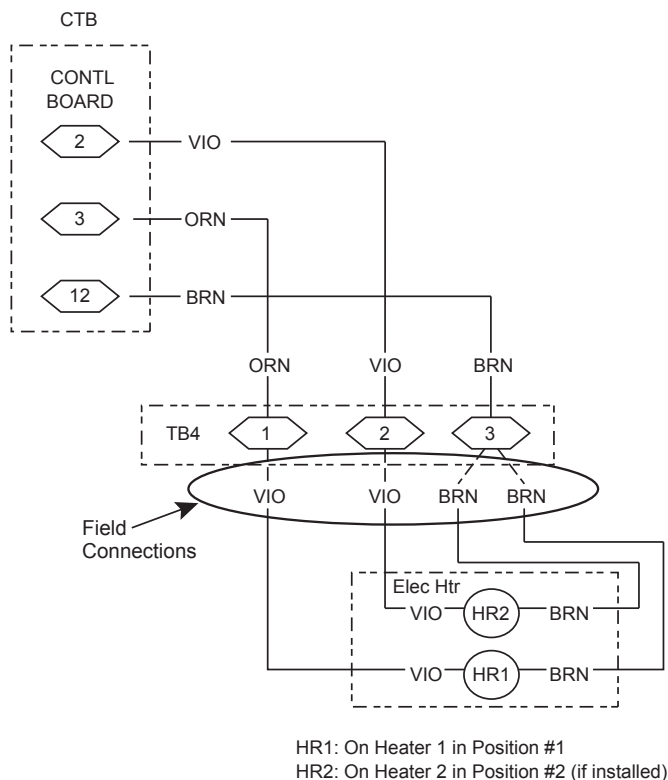 CTB
CONTL
BOARD
2 VIO
3 ORN
12 BRN
ORN VIO BRN
TB4 1 2 3
VIO VIO BRN BRN
Field
Connections
Elec Htr
VIO HR2 BRN
VIO HR1 BRN
HR1: On Heater 1 in Position #1
HR2: On Heater 2 in Position #2 (if installed)